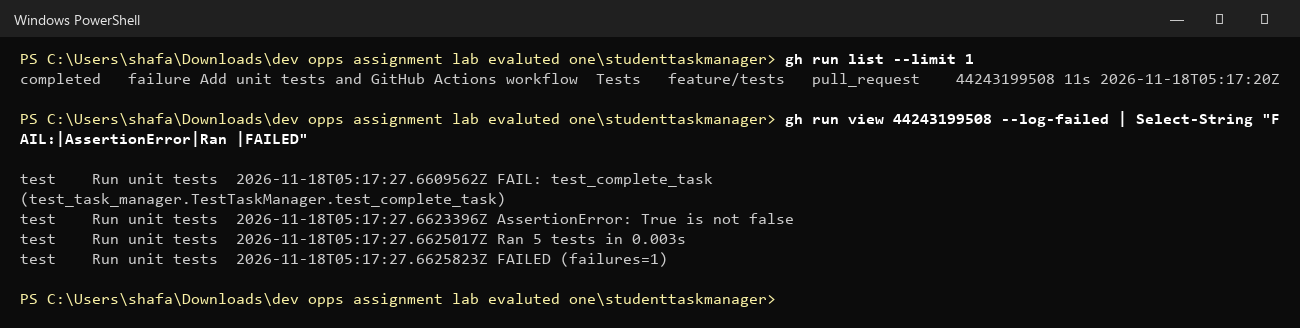 Windows PowerShell
PS C:\Users\shafa\Downloads\dev opps assignment lab evaluted one\studenttaskmanager> gh run list --limit 1
completed   failure Add unit tests and GitHub Actions workflow  Tests   feature/tests   pull_request    44243199508 11s 2026-11-18T05:17:20Z
PS C:\Users\shafa\Downloads\dev opps assignment lab evaluted one\studenttaskmanager> gh run view 44243199508 --log-failed | Select-String "F
AIL:|AssertionError|Ran |FAILED"
test    Run unit tests  2026-11-18T05:17:27.6609562Z FAIL: test_complete_task
(test_task_manager.TestTaskManager.test_complete_task)
test    Run unit tests  2026-11-18T05:17:27.6623396Z AssertionError: True is not false
test    Run unit tests  2026-11-18T05:17:27.6625017Z Ran 5 tests in 0.003s
test    Run unit tests  2026-11-18T05:17:27.6625823Z FAILED (failures=1)
PS C:\Users\shafa\Downloads\dev opps assignment lab evaluted one\studenttaskmanager>